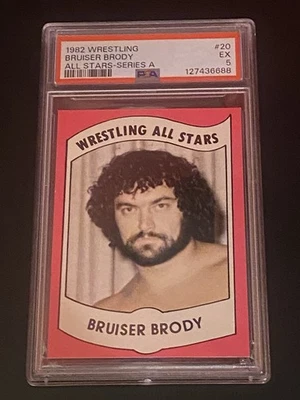 1982 WRESTLING #20
BRUISER BRODY EX
ALL STARS-SERIES A 5
PSA 127436688
WRESTLING ALL STARS
BRUISER BRODY